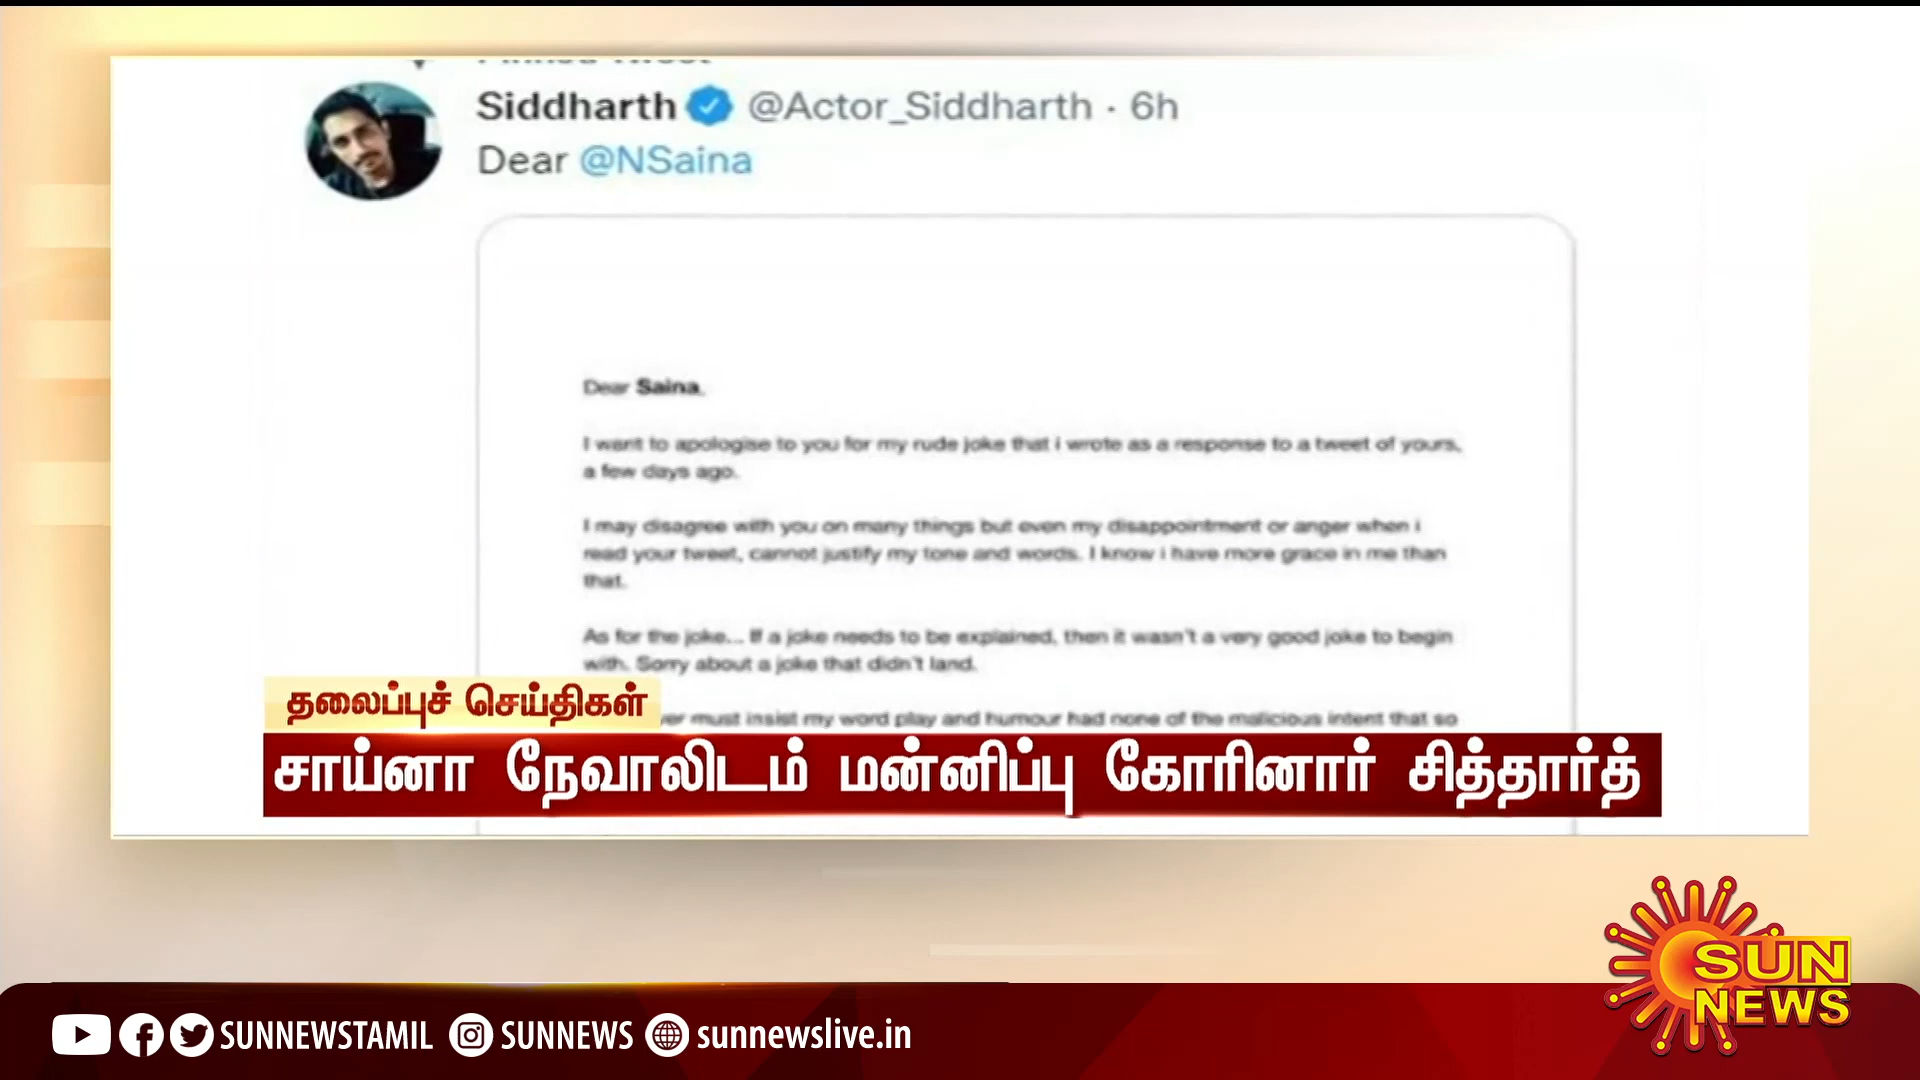 Siddharth @Actor_Siddharth · 6h
Dear @NSaina
Dear Saina,
I want to apologise to you for my rude joke that i wrote as a response to a tweet of yours,
a few days ago.
I may disagree with you on many things but even my disappointment or anger when i
read your tweet, cannot justify my tone and words. I know i have more grace in me than
that.
As for the joke... If a joke needs to be explained, then it wasn't a very good joke to begin
with. Sorry about a joke that didn't land.
must insist my word play and humour had none of the malicious intent that so
தலைப்புச் செய்திகள்
சாய்னா நேவாலிடம் மன்னிப்பு கோரினார் சித்தார்த்
SUN
NEWS
SUNNEWSTAMIL SUNNEWS sunnewslive.in